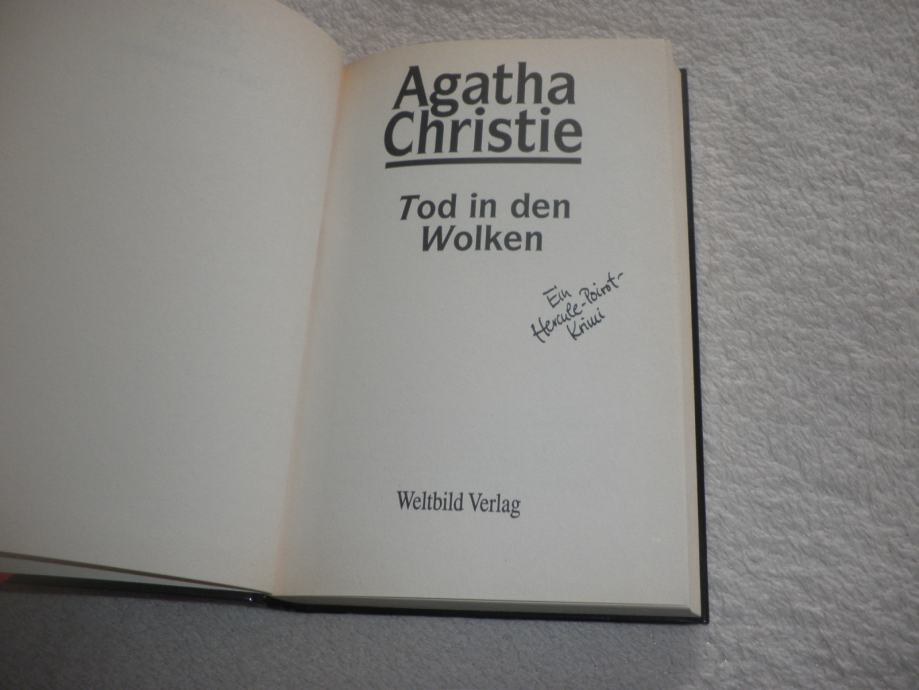 Agatha
Christie
Tod in den
Wolken
Ein
Hercule-Poirot-
Krimi
Weltbild Verlag